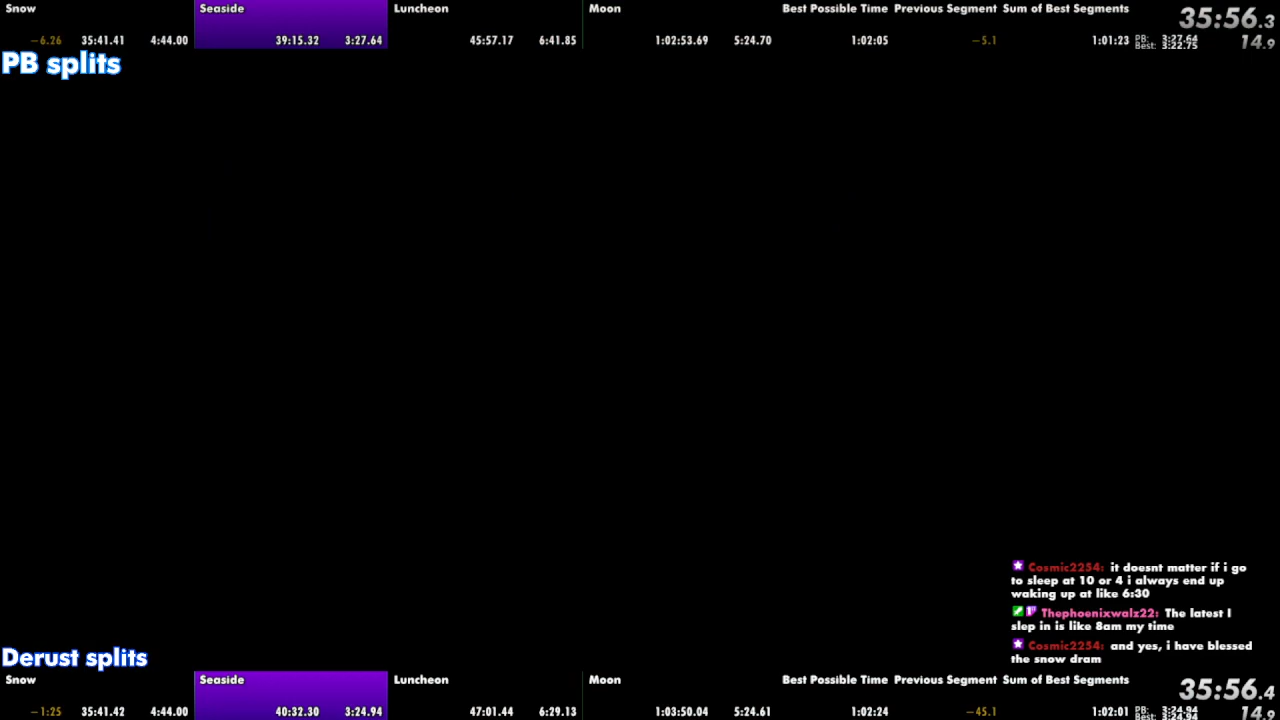 Snow Seaside Luncheon Moon Best Possible Time Previous Segment Sum of Best Segments 35:56.3
−6.26 35:41.41 4:44.00 39:15.32 3:27.64 45:57.17 6:41.85 1:02:53.69 5:24.70 1:02:05 −5.1 1:01:23 PB: 3:27.64 14.9
Best: 3:22.75
PB splits
Cosmic2254: it doesnt matter if i go
to sleep at 10 or 4 i always end up
waking up at like 6:30
Thephoenixwalz22: The latest I
slep in is like 8am my time
Cosmic2254: and yes, i have blessed
the snow dram
Derust splits
Snow Seaside Luncheon Moon Best Possible Time Previous Segment Sum of Best Segments 35:56.4
−1:25 35:41.42 4:44.00 40:32.30 3:24.94 47:01.44 6:29.13 1:03:50.04 5:24.61 1:02:24 −45.1 1:02:01 PB: 3:24.94 14.9
Best: 3:24.94